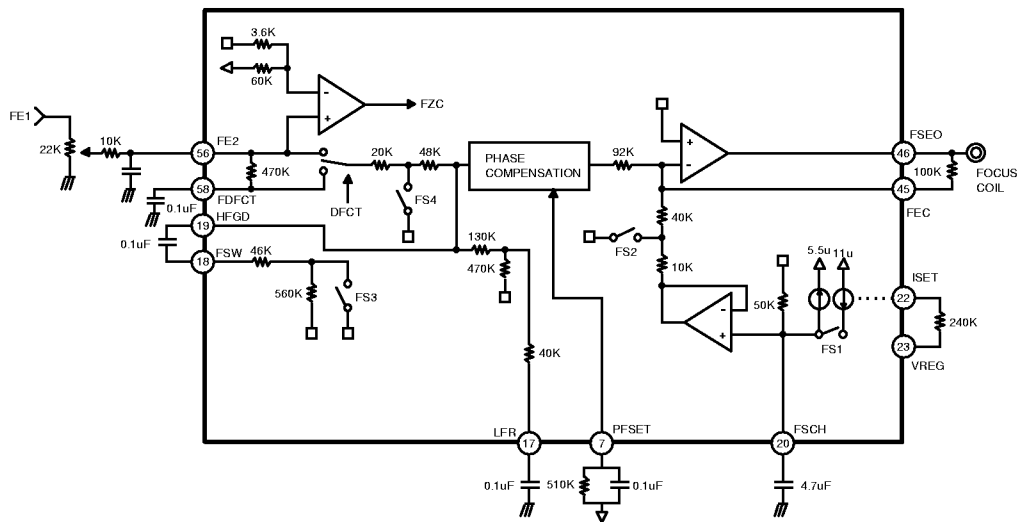 3.6K
60K
FZC
FE1
22K
10K
56
FE2
470K
58
FDFCT
0.1uF
DFCT
20K
48K
FS4
PHASE
COMPENSATION
92K
46
FSEO
100K
FOCUS
COIL
45
FEC
19
HFGD
0.1uF
18
FSW
46K
560K
FS3
130K
470K
40K
FS2
10K
50K
5.5u
11u
FS1
ISET
22
240K
23
VREG
40K
LFR
17
PFSET
7
FSCH
20
0.1uF
510K
0.1uF
4.7uF
-
+
+
-
-
+